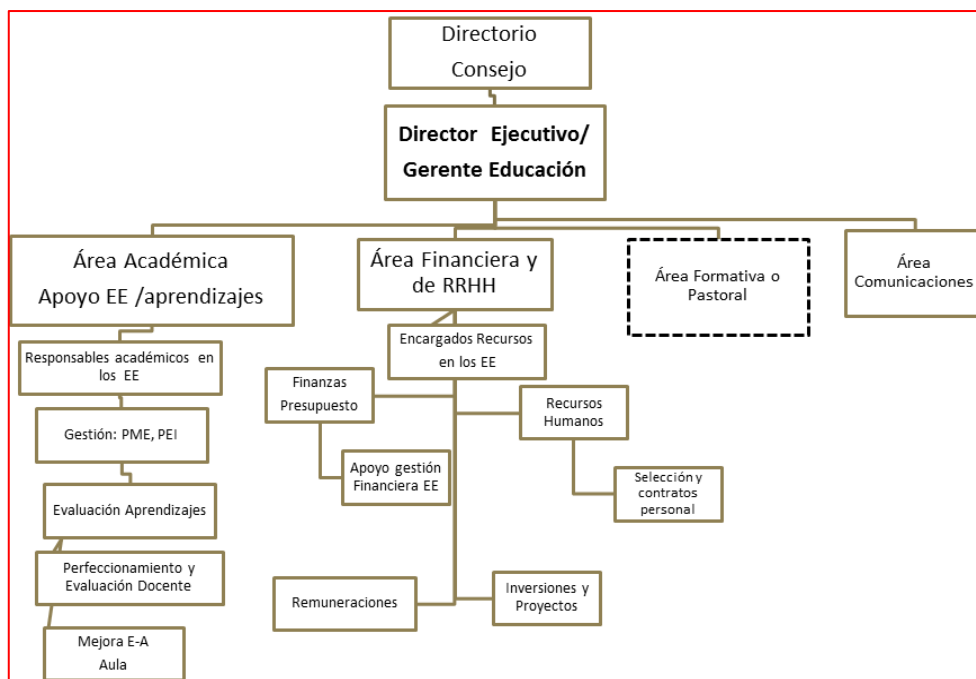 Directorio
Consejo
Director Ejecutivo/
Gerente Educación
Área Académica
Apoyo EE /aprendizajes
Área Financiera y
de RRHH
Área Formativa o
Pastoral
Área
Comunicaciones
Responsables académicos en
los EE
Encargados Recursos
en los EE
Finanzas
Presupuesto
Recursos
Humanos
Gestión: PME, PEI
Apoyo gestión
Financiera EE
Selección y
contratos
personal
Evaluación Aprendizajes
Perfeccionamiento y
Evaluación Docente
Remuneraciones
Inversiones y
Proyectos
Mejora E-A
Aula